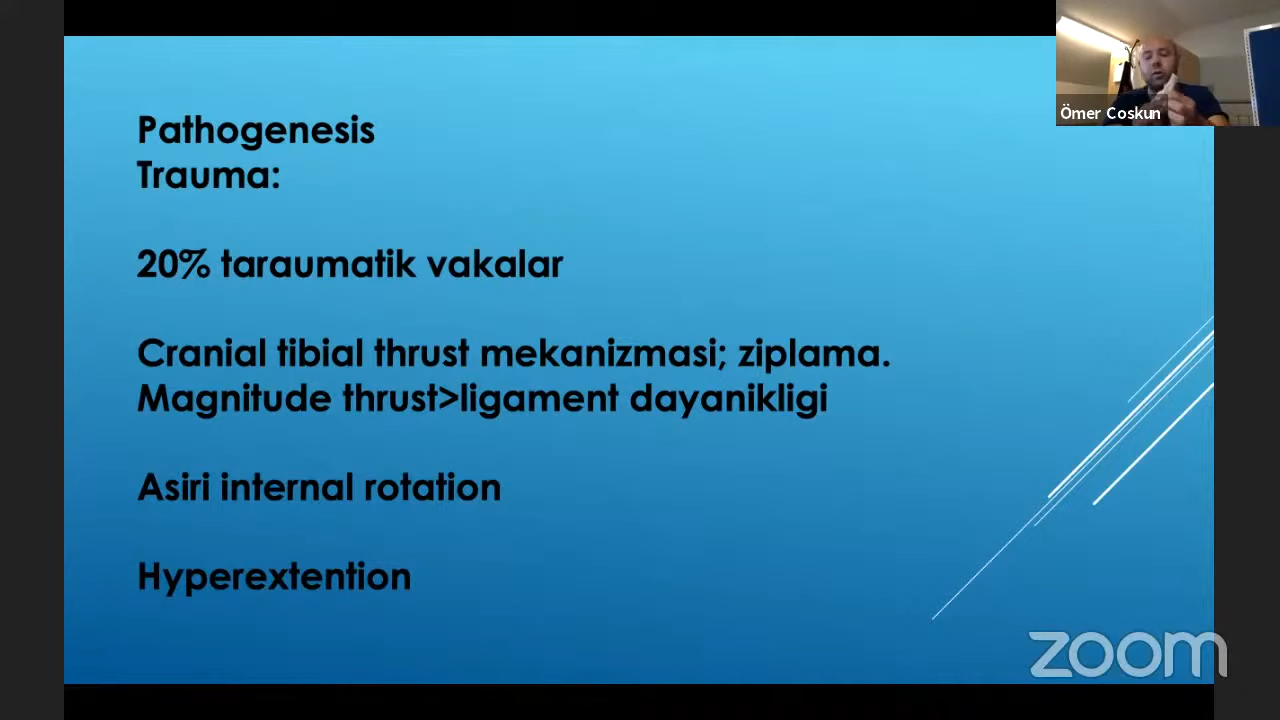 Pathogenesis
Trauma:
20% taraumatik vakalar
Cranial tibial thrust mekanizmasi; ziplama.
Magnitude thrust>ligament dayanikligi
Asiri internal rotation
Hyperextention
Ömer Coskun
zoom